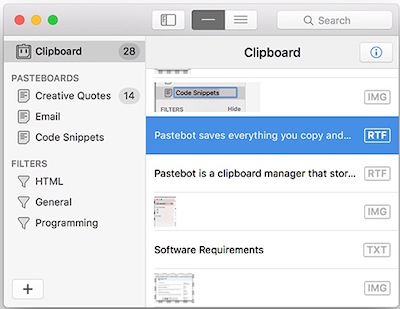 Search
Clipboard 28
Clipboard
PASTEBOARDS
Creative Quotes 14
Email
Code Snippets
FILTERS
HTML
General
Programming
Code Snippets
FILTERS Hide
IMG
Pastebot saves everything you copy and... RTF
Pastebot is a clipboard manager that stor... RTF
IMG
Software Requirements TXT
IMG